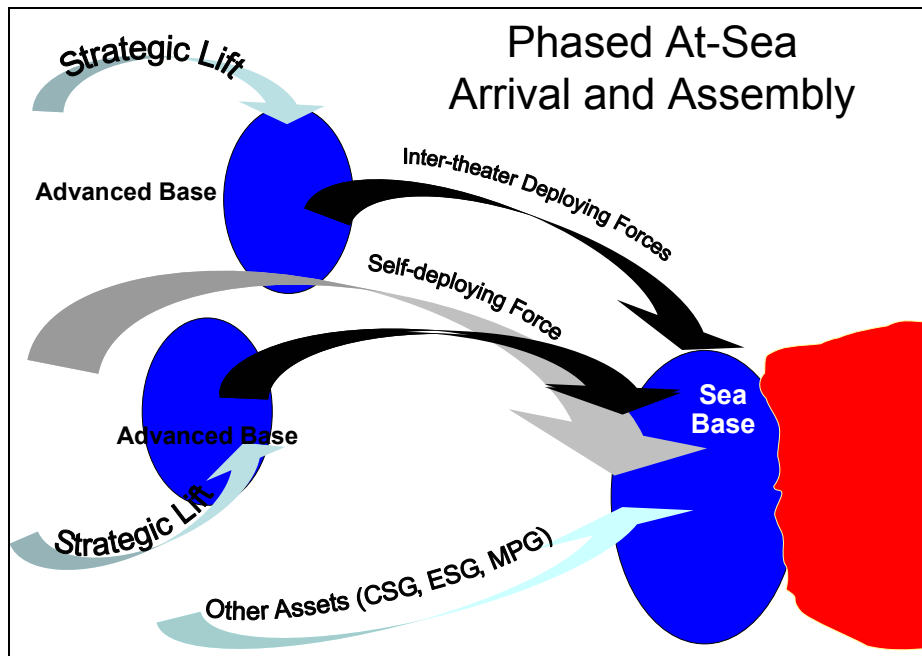 Phased At-Sea
Arrival and Assembly
Strategic Lift
Inter-theater Deploying Forces
Advanced Base
Self-deploying Force
Sea
Base
Advanced Base
Strategic Lift
Other Assets (CSG, ESG, MPG)